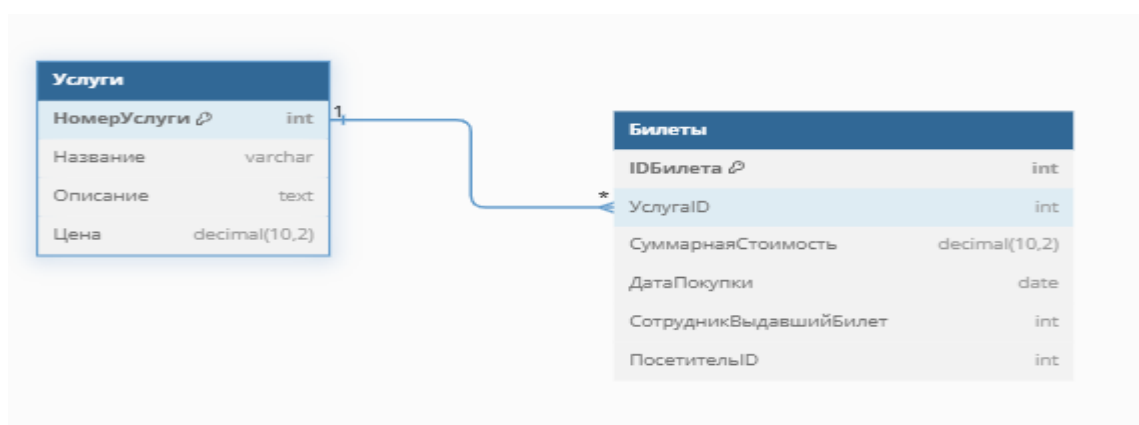 Услуги
НомерУслуги int
Название varchar
Описание text
Цена decimal(10,2)
1
*
Билеты
IDБилета int
УслугаID int
СуммарнаяСтоимость decimal(10,2)
ДатаПокупки date
СотрудникВыдавшийБилет int
ПосетительID int